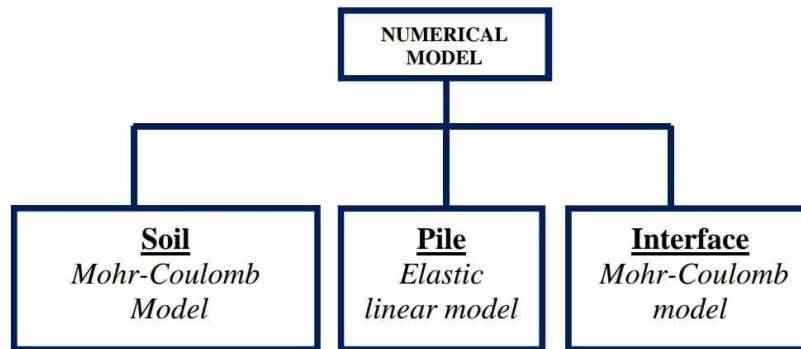 NUMERICAL
MODEL
Soil
Mohr-Coulomb
Model
Pile
Elastic
linear model
Interface
Mohr-Coulomb
model